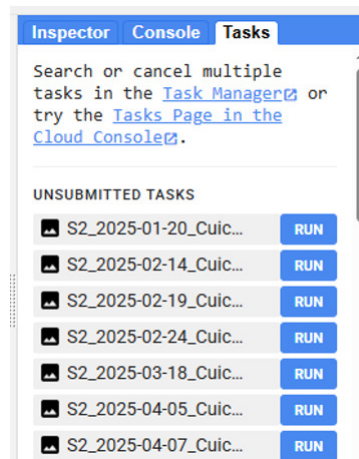 Inspector Console Tasks
Search or cancel multiple
tasks in the Task Manager or
try the Tasks Page in the
Cloud Console.
UNSUBMITTED TASKS
S2_2025-01-20_Cuic... RUN
S2_2025-02-14_Cuic... RUN
S2_2025-02-19_Cuic... RUN
S2_2025-02-24_Cuic... RUN
S2_2025-03-18_Cuic... RUN
S2_2025-04-05_Cuic... RUN
S2_2025-04-07_Cuic... RUN